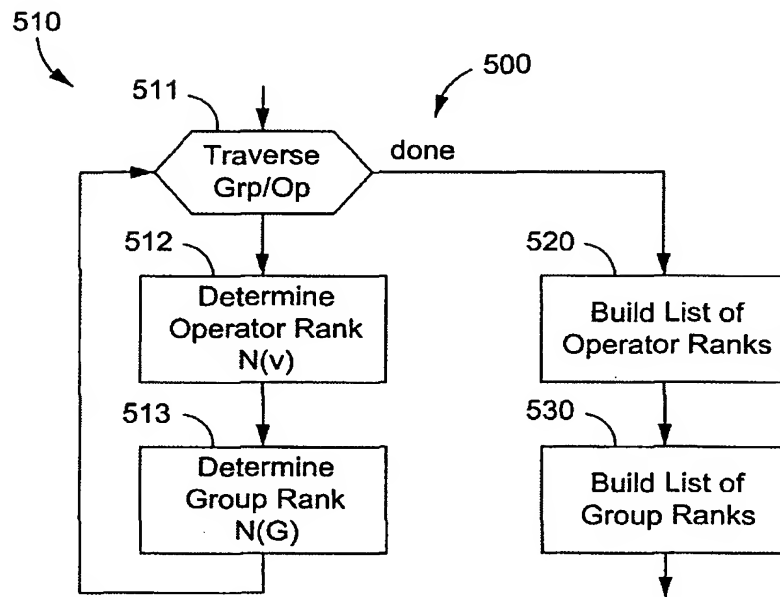 510
500
511
Traverse
Grp/Op
done
512
Determine
Operator Rank
N(v)
513
Determine
Group Rank
N(G)
520
Build List of
Operator Ranks
530
Build List of
Group Ranks